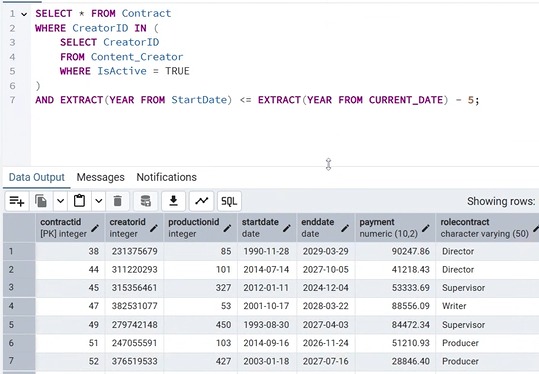 1 SELECT * FROM Contract
2 WHERE CreatorID IN (
3 SELECT CreatorID
4 FROM Content_Creator
5 WHERE IsActive = TRUE
6 )
7 AND EXTRACT(YEAR FROM StartDate) <= EXTRACT(YEAR FROM CURRENT_DATE) - 5;
Data Output Messages Notifications
SQL Showing rows:
contractid creatorid productionid startdate enddate payment rolecontract
[PK] integer integer integer date date numeric (10,2) character varying (50)
1 38 231375679 85 1990-11-28 2029-03-29 90247.86 Director
2 44 311220293 101 2014-07-14 2027-10-05 41218.43 Director
3 45 315356461 327 2012-01-11 2024-12-04 53333.69 Supervisor
4 47 382531077 53 2001-10-17 2028-03-22 88556.09 Writer
5 49 279742148 450 1993-08-30 2027-04-03 84472.34 Supervisor
6 51 247055591 103 2014-09-16 2026-11-24 51210.93 Producer
7 52 376519533 427 2003-01-18 2027-07-16 28846.40 Producer